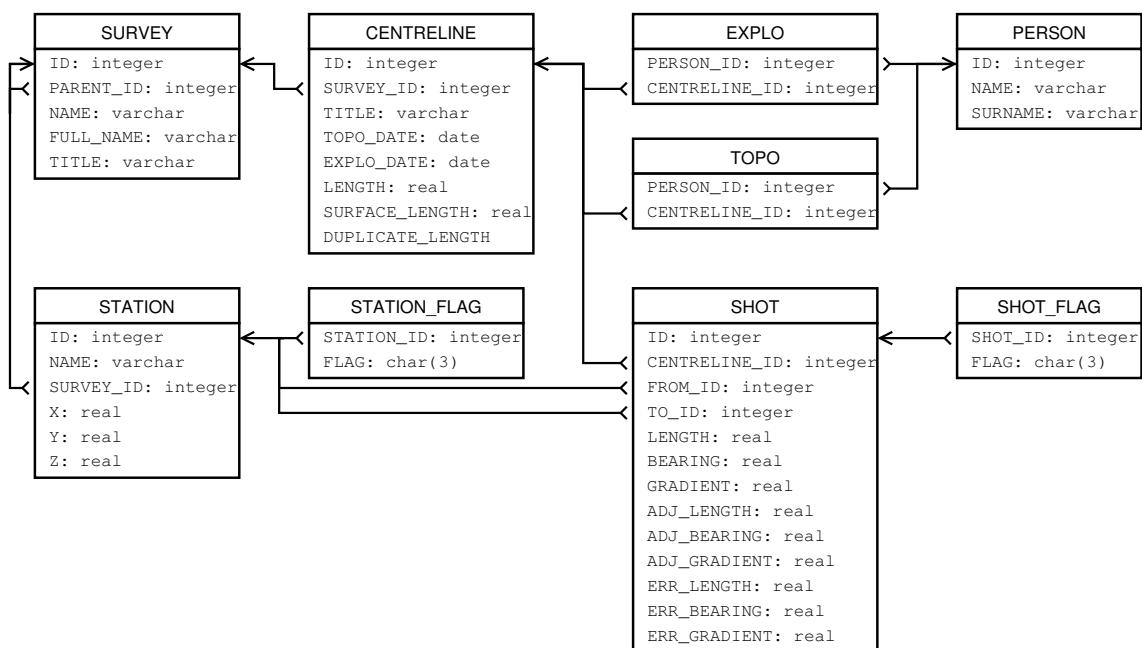 SURVEY
ID: integer
PARENT_ID: integer
NAME: varchar
FULL_NAME: varchar
TITLE: varchar
CENTRELINE
ID: integer
SURVEY_ID: integer
TITLE: varchar
TOPO_DATE: date
EXPLO_DATE: date
LENGTH: real
SURFACE_LENGTH: real
DUPLICATE_LENGTH
EXPLO
PERSON_ID: integer
CENTRELINE_ID: integer
PERSON
ID: integer
NAME: varchar
SURNAME: varchar
TOPO
PERSON_ID: integer
CENTRELINE_ID: integer
STATION
ID: integer
NAME: varchar
SURVEY_ID: integer
X: real
Y: real
Z: real
STATION_FLAG
STATION_ID: integer
FLAG: char(3)
SHOT
ID: integer
CENTRELINE_ID: integer
FROM_ID: integer
TO_ID: integer
LENGTH: real
BEARING: real
GRADIENT: real
ADJ_LENGTH: real
ADJ_BEARING: real
ADJ_GRADIENT: real
ERR_LENGTH: real
ERR_BEARING: real
ERR_GRADIENT: real
SHOT_FLAG
SHOT_ID: integer
FLAG: char(3)